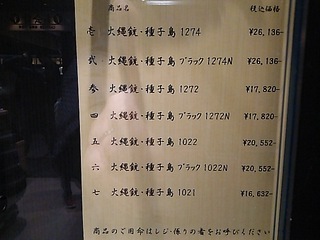 商品名 税込価格
壱 火縄銃・種子島 1274 ¥26,136-
弐 火縄銃・種子島 ブラック 1274N ¥26,136-
参 火縄銃・種子島 1272 ¥17,820-
四 火縄銃・種子島 ブラック 1272N ¥17,820-
五 火縄銃・種子島 1022 ¥20,552-
六 火縄銃・種子島 ブラック 1022N ¥20,552-
七 火縄銃・種子島 1021 ¥16,632-
商品のご用命はレジ・係りの者をお呼びください